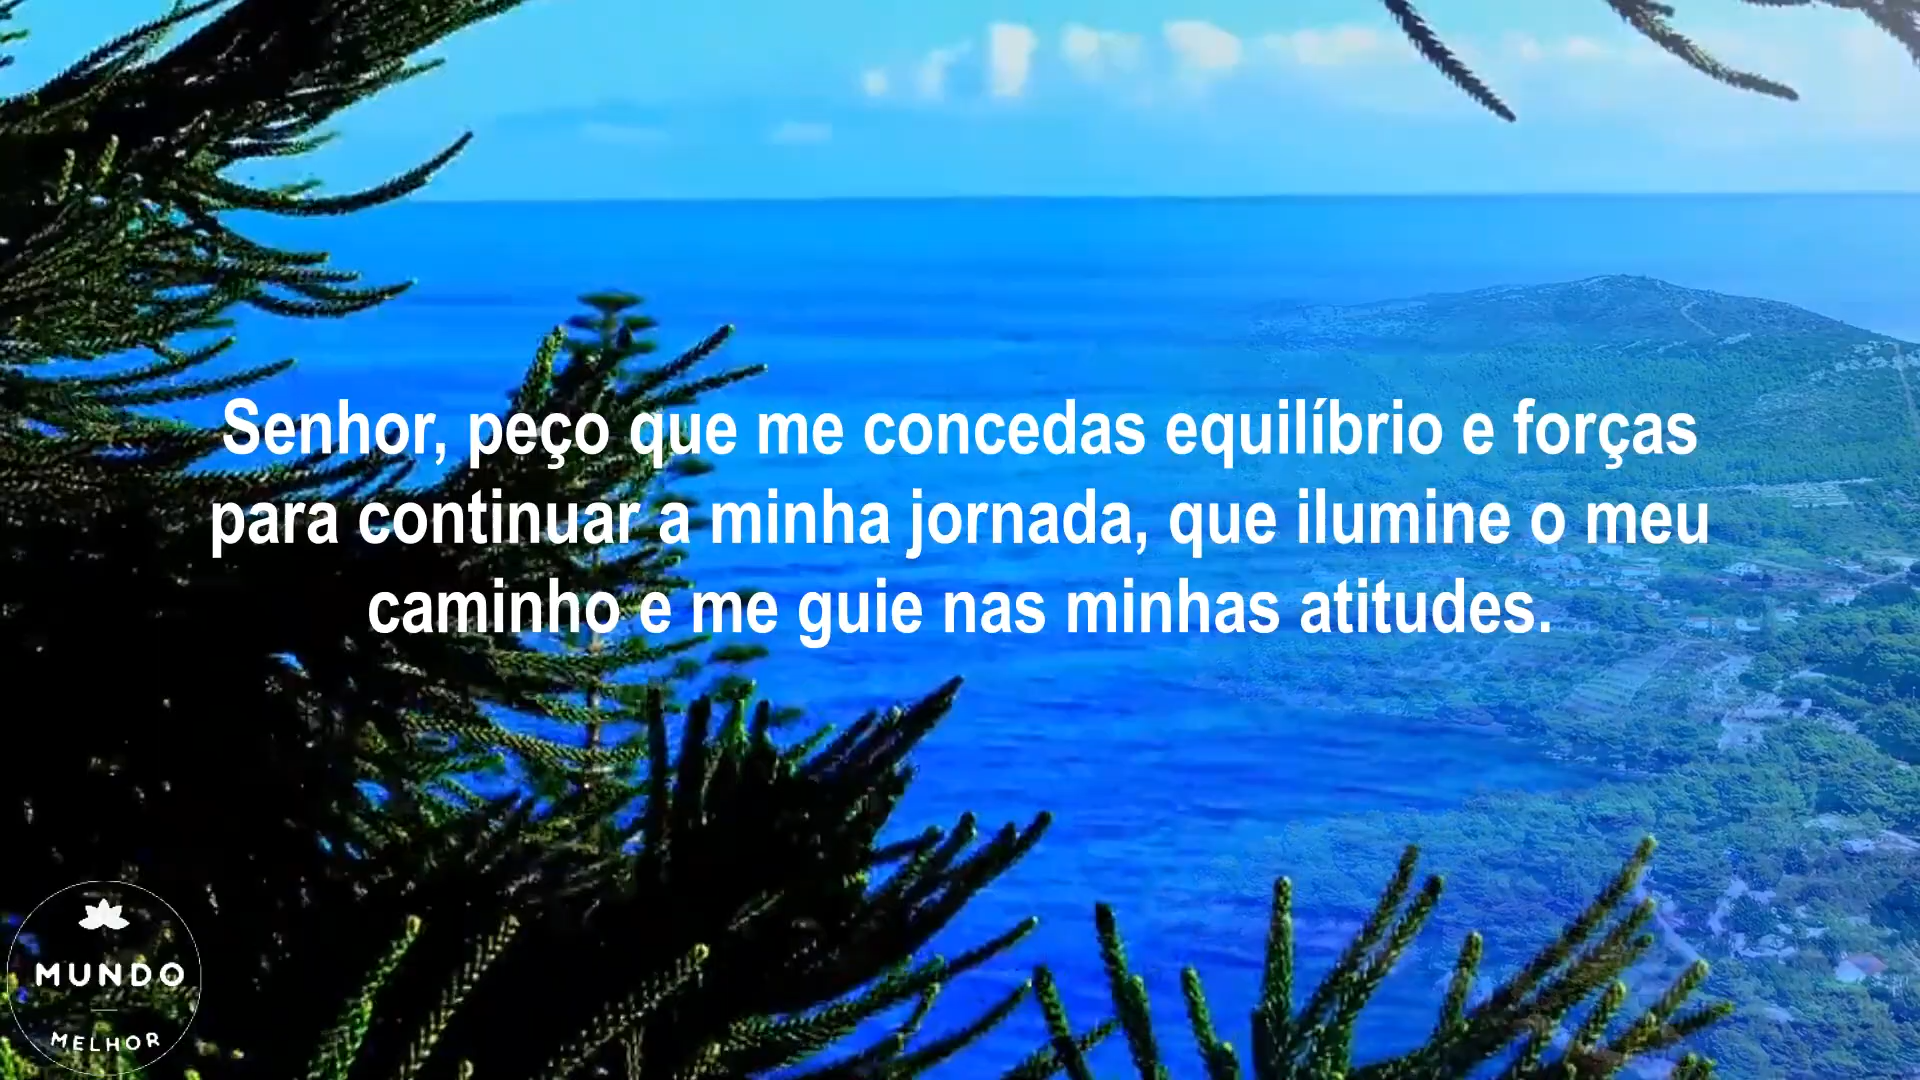 Senhor, peço que me concedas equilíbrio e forças
para continuar a minha jornada, que ilumine o meu
caminho e me guie nas minhas atitudes.
MUNDO
MELHOR